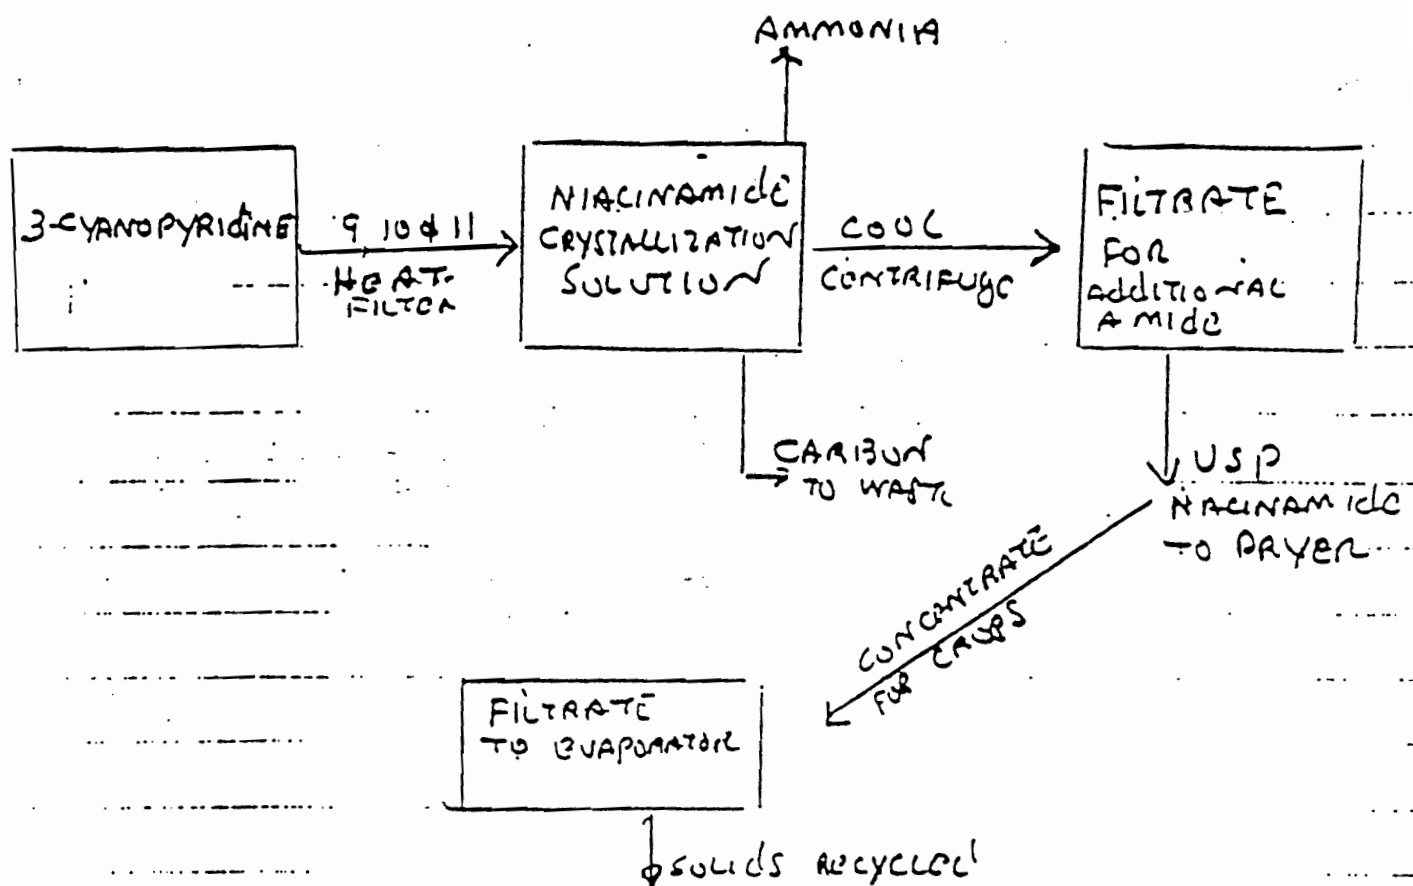 AMMONIA
3-CYANOPYRIDINE
9 10 & 11
HEAT
FILTER
NIACINAMIDE
CRYSTALLIZATION
SOLUTION
COOL
CENTRIFUGE
FILTRATE
FOR
ADDITIONAL
AMIDE
CARBON
TO WASTE
USP
NIACINAMIDE
TO DRYER
CONCENTRATE
FOR CROPS
FILTRATE
TO EVAPORATOR
SOLIDS RECYCLED